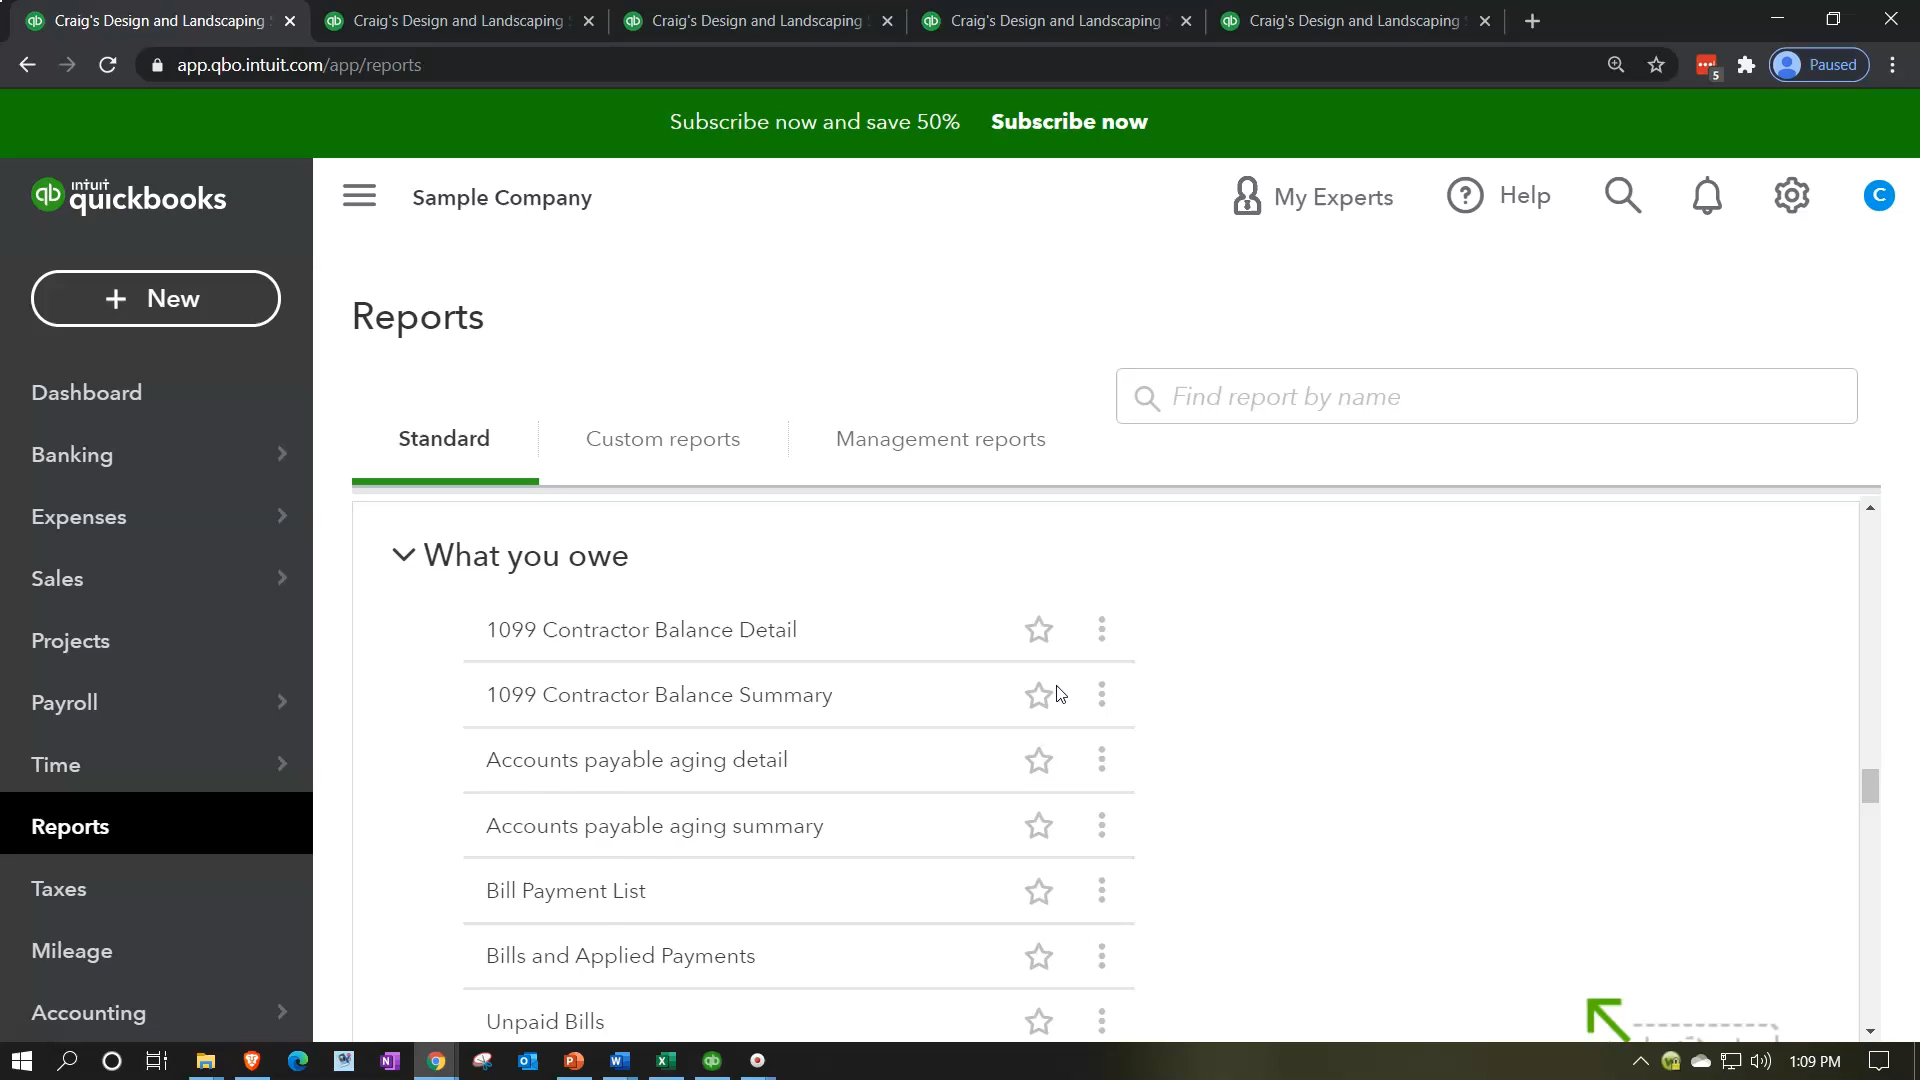 Craig's Design and Landscaping
Craig's Design and Landscaping
Craig's Design and Landscaping
Craig's Design and Landscaping
Craig's Design and Landscaping
app.qbo.intuit.com/app/reports
5
Paused
Subscribe now and save 50% Subscribe now
qb intuit quickbooks
Sample Company
My Experts
Help
C
+ New
Dashboard
Banking
Expenses
Sales
Projects
Payroll
Time
Reports
Taxes
Mileage
Accounting
Reports
Find report by name
Standard
Custom reports
Management reports
What you owe
1099 Contractor Balance Detail
1099 Contractor Balance Summary
Accounts payable aging detail
Accounts payable aging summary
Bill Payment List
Bills and Applied Payments
Unpaid Bills
1:09 PM